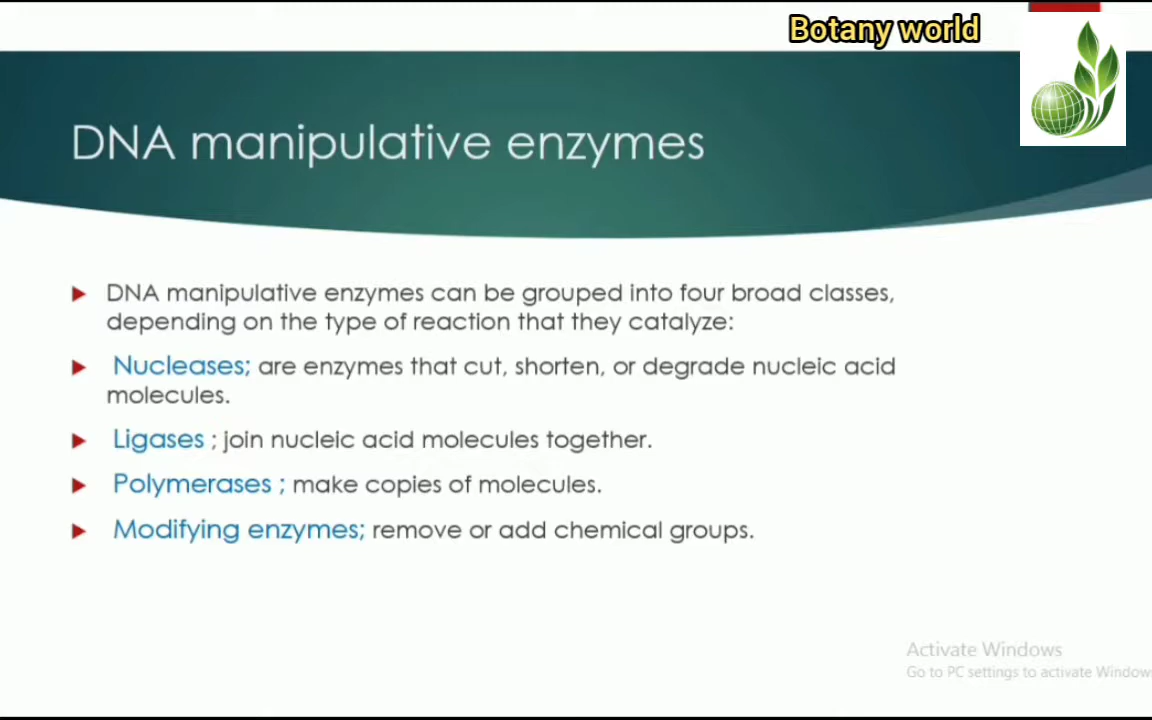 Botany world
DNA manipulative enzymes
DNA manipulative enzymes can be grouped into four broad classes,
depending on the type of reaction that they catalyze:
Nucleases; are enzymes that cut, shorten, or degrade nucleic acid
molecules.
Ligases ; join nucleic acid molecules together.
Polymerases ; make copies of molecules.
Modifying enzymes; remove or add chemical groups.
Activate Windows
Go to PC settings to activate Windows